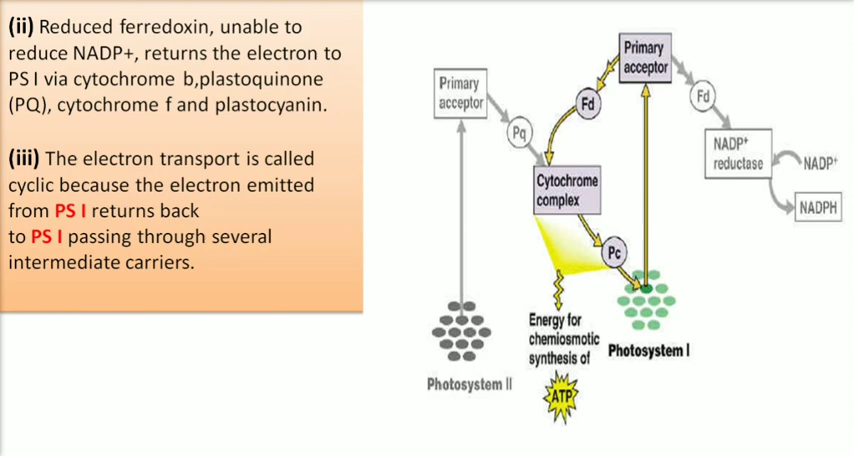 (ii) Reduced ferredoxin, unable to
reduce NADP+, returns the electron to
PS I via cytochrome b,plastoquinone
(PQ), cytochrome f and plastocyanin.
(iii) The electron transport is called
cyclic because the electron emitted
from PS I returns back
to PS I passing through several
intermediate carriers.
Primary
acceptor
Primary
acceptor
Fd
Fd
Pq
NADP⁺
reductase
NADP⁺
NADPH
Cytochrome
complex
Pc
Energy for
chemiosmotic
synthesis of
ATP
Photosystem I
Photosystem II